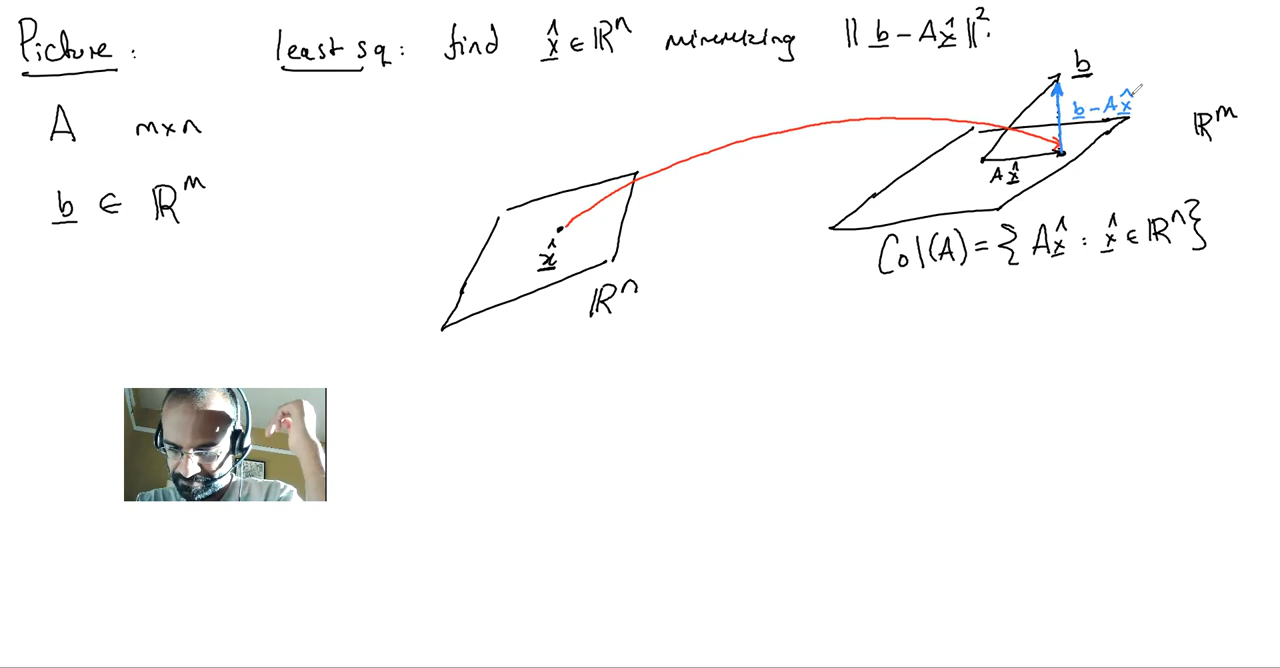 Picture : least sq : find x̂ ∈ ℝⁿ minimizing || b - Ax̂ ||².
b
b - Ax̂
A m×n
ℝᵐ
Ax̂
b ∈ ℝᵐ
x̂
Col(A) = { Ax̂ : x̂ ∈ ℝⁿ }
ℝⁿ